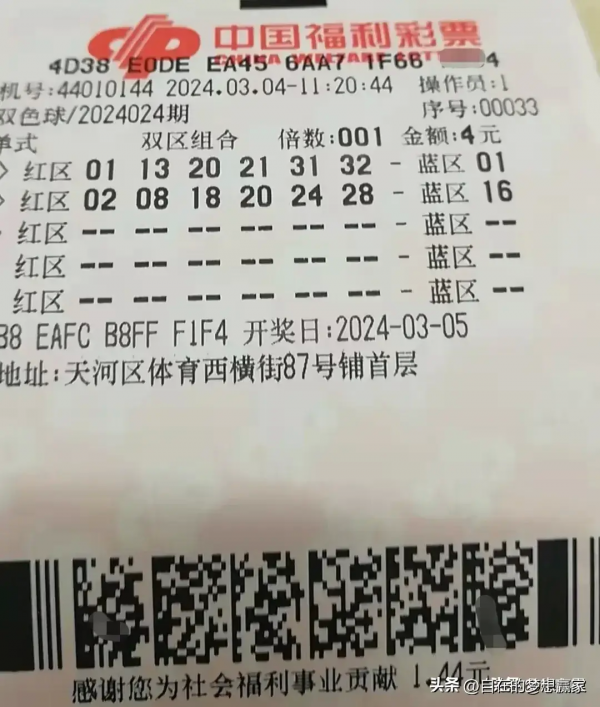 中国福利彩票
4D38 E0DE EA45 6AA7 1F66 4
机号:44010144 2024.03.04-11:20:44 操作员:1
双色球/2024024期 序号:00033
单式 双区组合 倍数:001 金额:4元
红区 01 13 20 21 31 32 - 蓝区 01
红区 02 08 18 20 24 28 - 蓝区 16
红区 -- -- -- -- -- -- - 蓝区 --
红区 -- -- -- -- -- -- - 蓝区 --
红区 -- -- -- -- -- -- - 蓝区 --
B8 EAFC B8FF F1F4 开奖日:2024-03-05
地址:天河区体育西横街87号铺首层
感谢您为社会福利事业贡献 1.44元
头条 @自在的梦想赢家